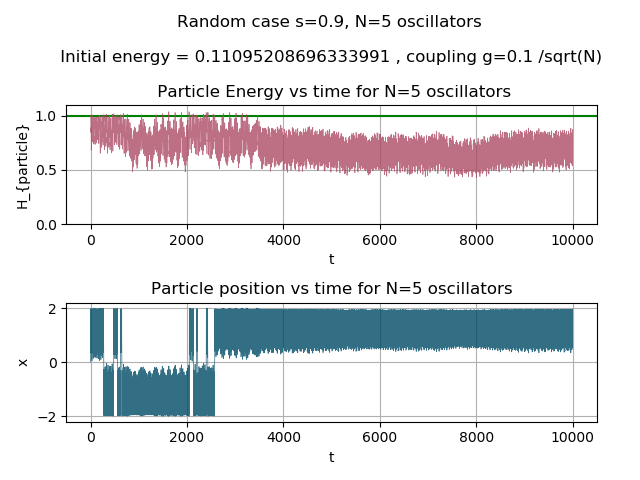 Random case s=0.9, N=5 oscillators
Initial energy = 0.11095208696333991 , coupling g=0.1 /sqrt(N)
Particle Energy vs time for N=5 oscillators
H_{particle}
1.0
0.5
0.0
0 2000 4000 6000 8000 10000
t
Particle position vs time for N=5 oscillators
x
2
0
−2
0 2000 4000 6000 8000 10000
t